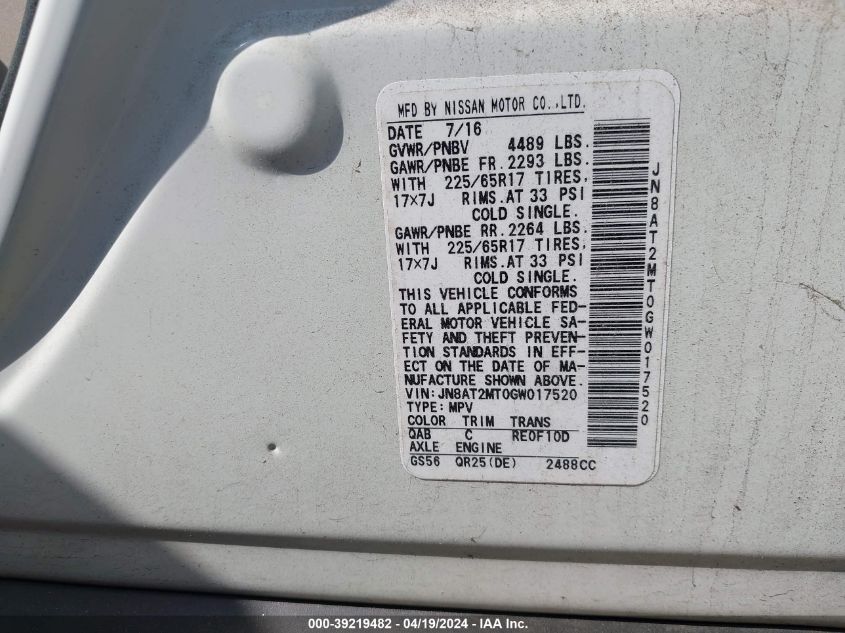 MFD BY NISSAN MOTOR CO.,LTD.
DATE 7/16
GVWR/PNBV 4489 LBS.
GAWR/PNBE FR. 2293 LBS.
WITH 225/65R17 TIRES,
17×7J RIMS.AT 33 PSI
COLD SINGLE.
GAWR/PNBE RR. 2264 LBS.
WITH 225/65R17 TIRES,
17×7J RIMS.AT 33 PSI
COLD SINGLE.
THIS VEHICLE CONFORMS
TO ALL APPLICABLE FED-
ERAL MOTOR VEHICLE SA-
FETY AND THEFT PREVEN-
TION STANDARDS IN EFF-
ECT ON THE DATE OF MA-
NUFACTURE SHOWN ABOVE.
VIN:JN8AT2MT0GW017520
TYPE:MPV
COLOR TRIM TRANS
QAB C RE0F10D
AXLE ENGINE
GS56 QR25(DE) 2488CC
JN8AT2MT0GW017520
000-39219482 - 04/19/2024 - IAAI.com